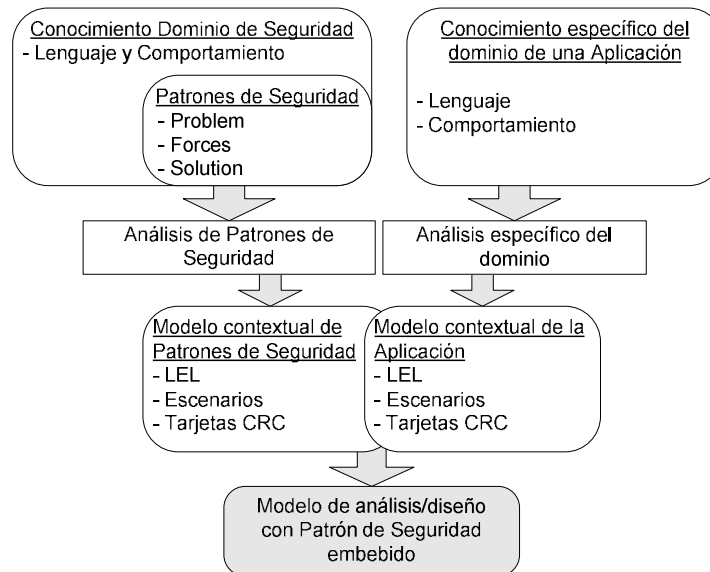 Conocimiento Dominio de Seguridad
- Lenguaje y Comportamiento
Patrones de Seguridad
- Problem
- Forces
- Solution
Conocimiento específico del
dominio de una Aplicación
- Lenguaje
- Comportamiento
Análisis de Patrones de
Seguridad
Análisis específico del
dominio
Modelo contextual de
Patrones de Seguridad
- LEL
- Escenarios
- Tarjetas CRC
Modelo contextual de la
Aplicación
- LEL
- Escenarios
- Tarjetas CRC
Modelo de análisis/diseño
con Patrón de Seguridad
embebido